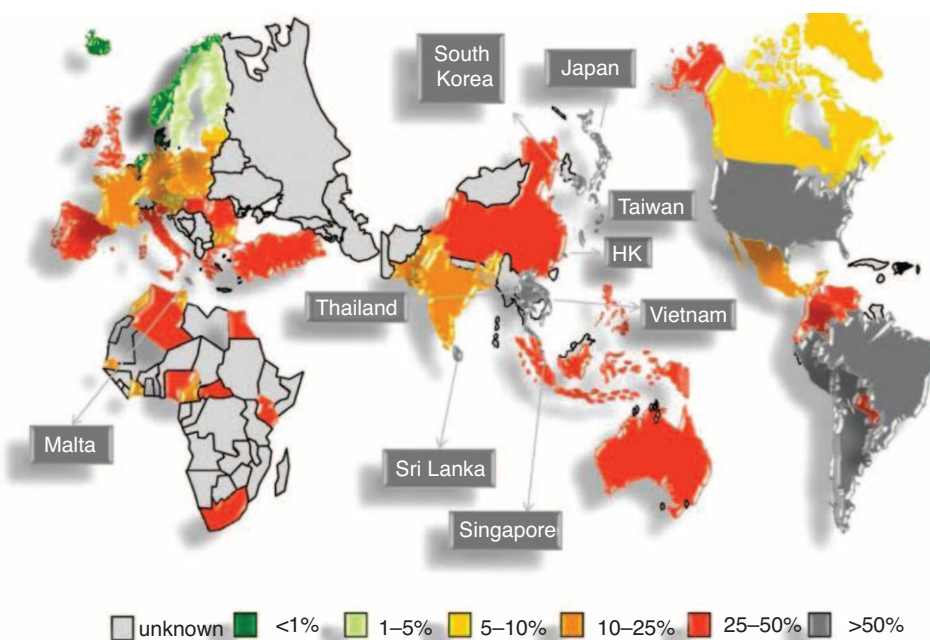 South
Korea
Japan
Taiwan
HK
Thailand
Vietnam
Malta
Sri Lanka
Singapore
unknown <1% 1–5% 5–10% 10–25% 25–50% >50%